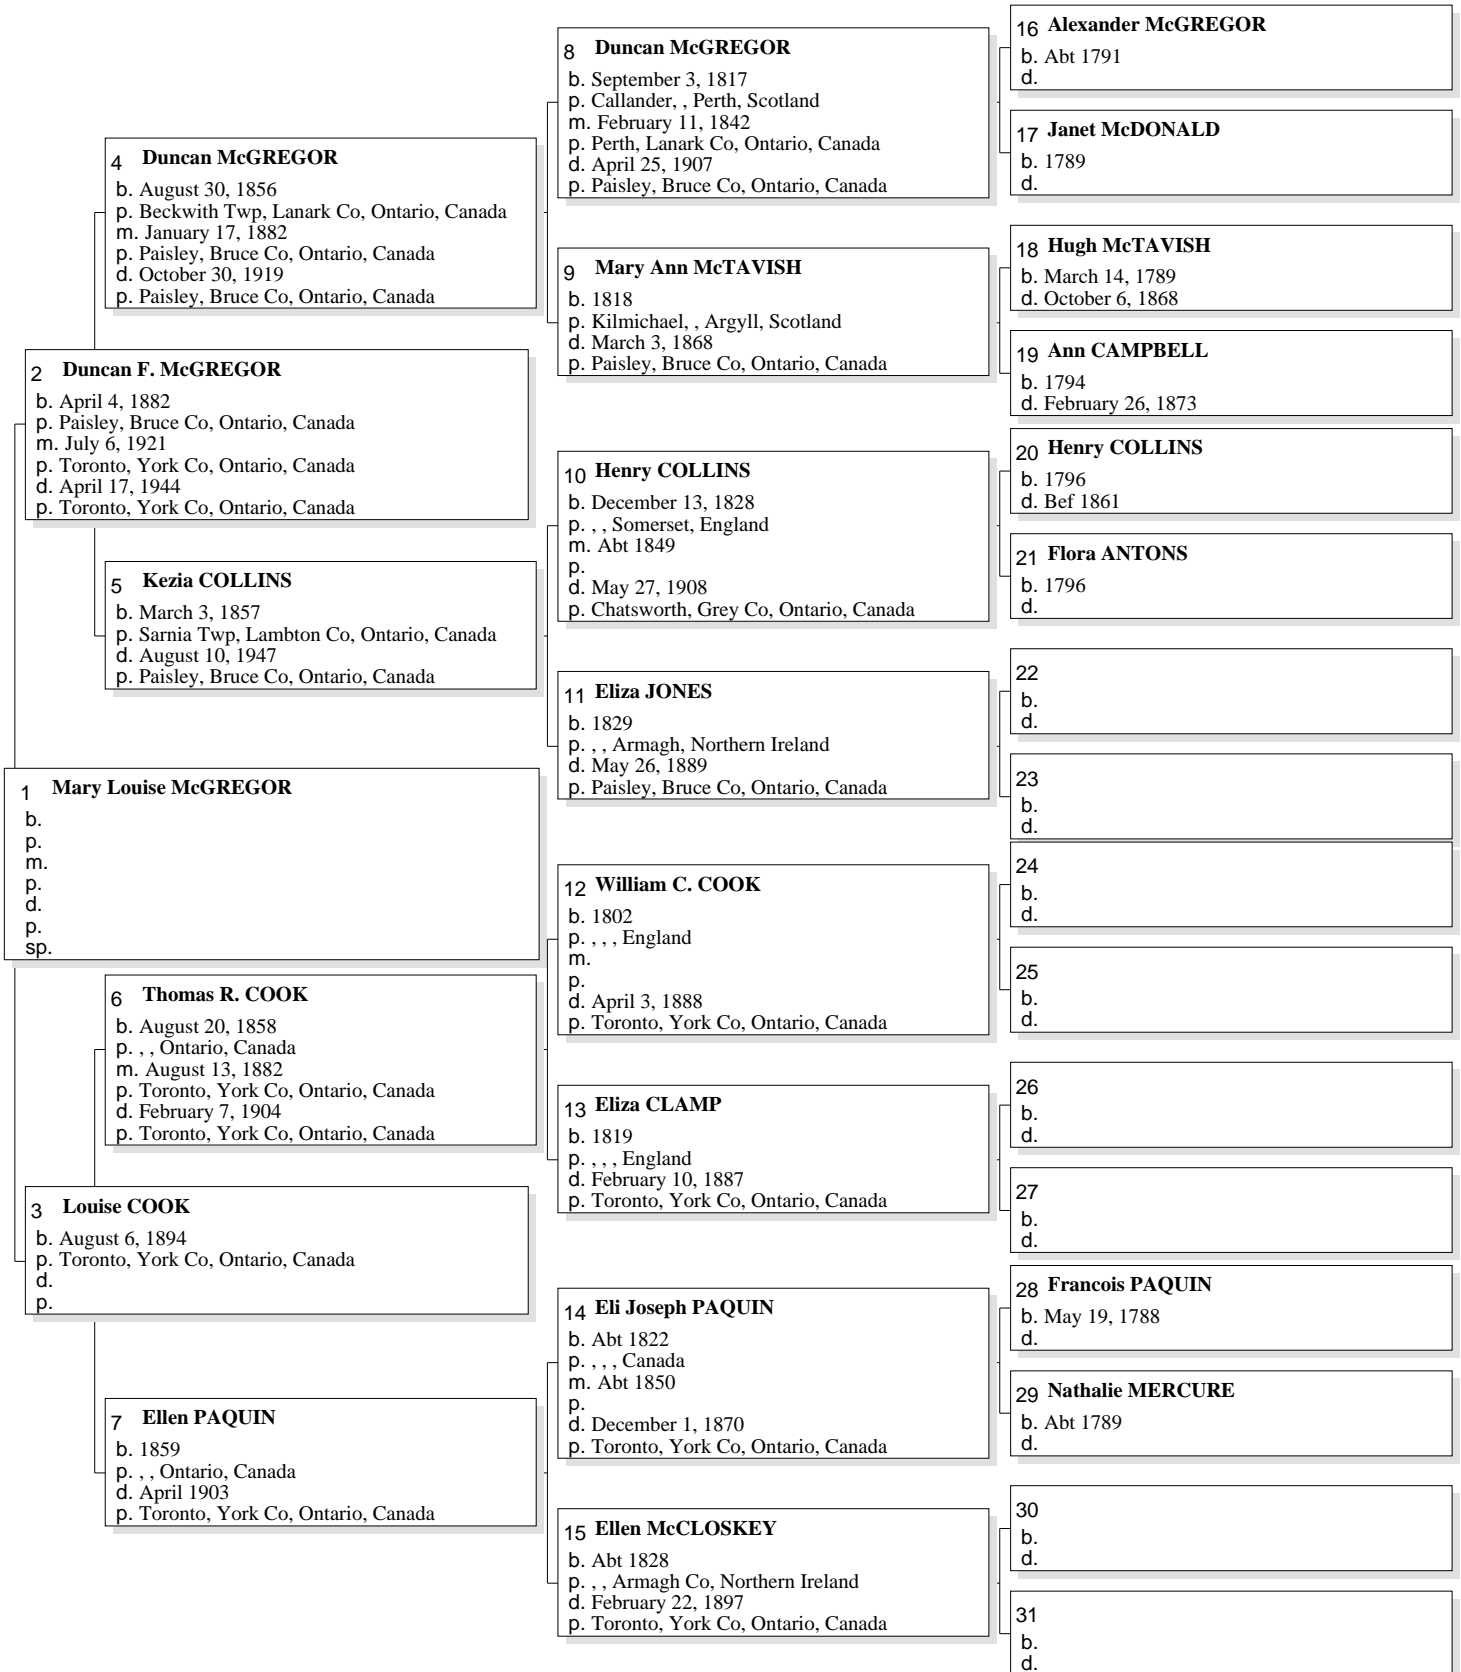 16 Alexander McGREGOR
b. Abt 1791
d.
8 Duncan McGREGOR
b. September 3, 1817
p. Callander, , Perth, Scotland
m. February 11, 1842
p. Perth, Lanark Co, Ontario, Canada
d. April 25, 1907
p. Paisley, Bruce Co, Ontario, Canada
17 Janet McDONALD
b. 1789
d.
4 Duncan McGREGOR
b. August 30, 1856
p. Beckwith Twp, Lanark Co, Ontario, Canada
m. January 17, 1882
p. Paisley, Bruce Co, Ontario, Canada
d. October 30, 1919
p. Paisley, Bruce Co, Ontario, Canada
18 Hugh McTAVISH
b. March 14, 1789
d. October 6, 1868
9 Mary Ann McTAVISH
b. 1818
p. Kilmichael, , Argyll, Scotland
d. March 3, 1868
p. Paisley, Bruce Co, Ontario, Canada
19 Ann CAMPBELL
b. 1794
d. February 26, 1873
2 Duncan F. McGREGOR
b. April 4, 1882
p. Paisley, Bruce Co, Ontario, Canada
m. July 6, 1921
p. Toronto, York Co, Ontario, Canada
d. April 17, 1944
p. Toronto, York Co, Ontario, Canada
20 Henry COLLINS
b. 1796
d. Bef 1861
10 Henry COLLINS
b. December 13, 1828
p. , , Somerset, England
m. Abt 1849
p.
d. May 27, 1908
p. Chatsworth, Grey Co, Ontario, Canada
21 Flora ANTONS
b. 1796
d.
5 Kezia COLLINS
b. March 3, 1857
p. Sarnia Twp, Lambton Co, Ontario, Canada
d. August 10, 1947
p. Paisley, Bruce Co, Ontario, Canada
22
b.
d.
11 Eliza JONES
b. 1829
p. , , Armagh, Northern Ireland
d. May 26, 1889
p. Paisley, Bruce Co, Ontario, Canada
23
b.
d.
1 Mary Louise McGREGOR
b.
p.
m.
p.
d.
p.
sp.
24
b.
d.
12 William C. COOK
b. 1802
p. , , , England
m.
p.
d. April 3, 1888
p. Toronto, York Co, Ontario, Canada
25
b.
d.
6 Thomas R. COOK
b. August 20, 1858
p. , , Ontario, Canada
m. August 13, 1882
p. Toronto, York Co, Ontario, Canada
d. February 7, 1904
p. Toronto, York Co, Ontario, Canada
26
b.
d.
13 Eliza CLAMP
b. 1819
p. , , , England
d. February 10, 1887
p. Toronto, York Co, Ontario, Canada
27
b.
d.
3 Louise COOK
b. August 6, 1894
p. Toronto, York Co, Ontario, Canada
d.
p.
28 Francois PAQUIN
b. May 19, 1788
d.
14 Eli Joseph PAQUIN
b. Abt 1822
p. , , , Canada
m. Abt 1850
p.
d. December 1, 1870
p. Toronto, York Co, Ontario, Canada
29 Nathalie MERCURE
b. Abt 1789
d.
7 Ellen PAQUIN
b. 1859
p. , , Ontario, Canada
d. April 1903
p. Toronto, York Co, Ontario, Canada
30
b.
d.
15 Ellen McCLOSKEY
b. Abt 1828
p. , , Armagh Co, Northern Ireland
d. February 22, 1897
p. Toronto, York Co, Ontario, Canada
31
b.
d.